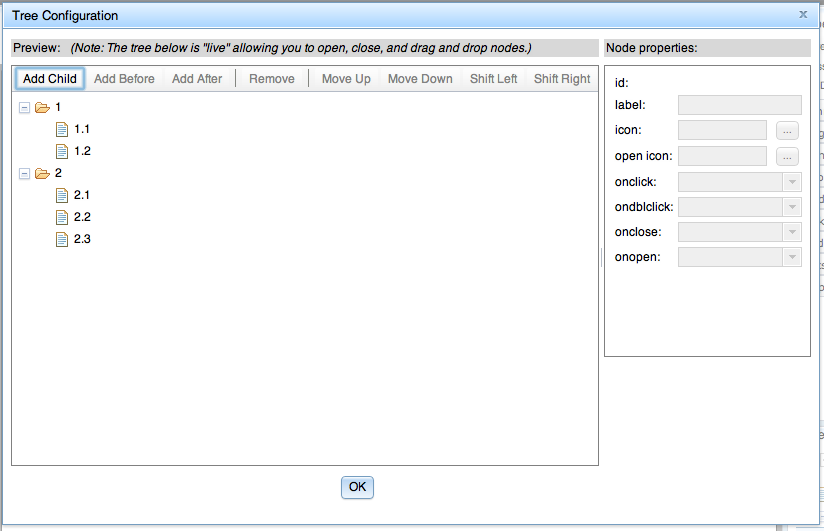 Tree Configuration x
Preview: (Note: The tree below is "live" allowing you to open, close, and drag and drop nodes.)
Node properties:
Add Child Add Before Add After Remove Move Up Move Down Shift Left Shift Right
1
1.1
1.2
2
2.1
2.2
2.3
id:
label:
icon: ...
open icon: ...
onclick:
ondblclick:
onclose:
onopen:
OK